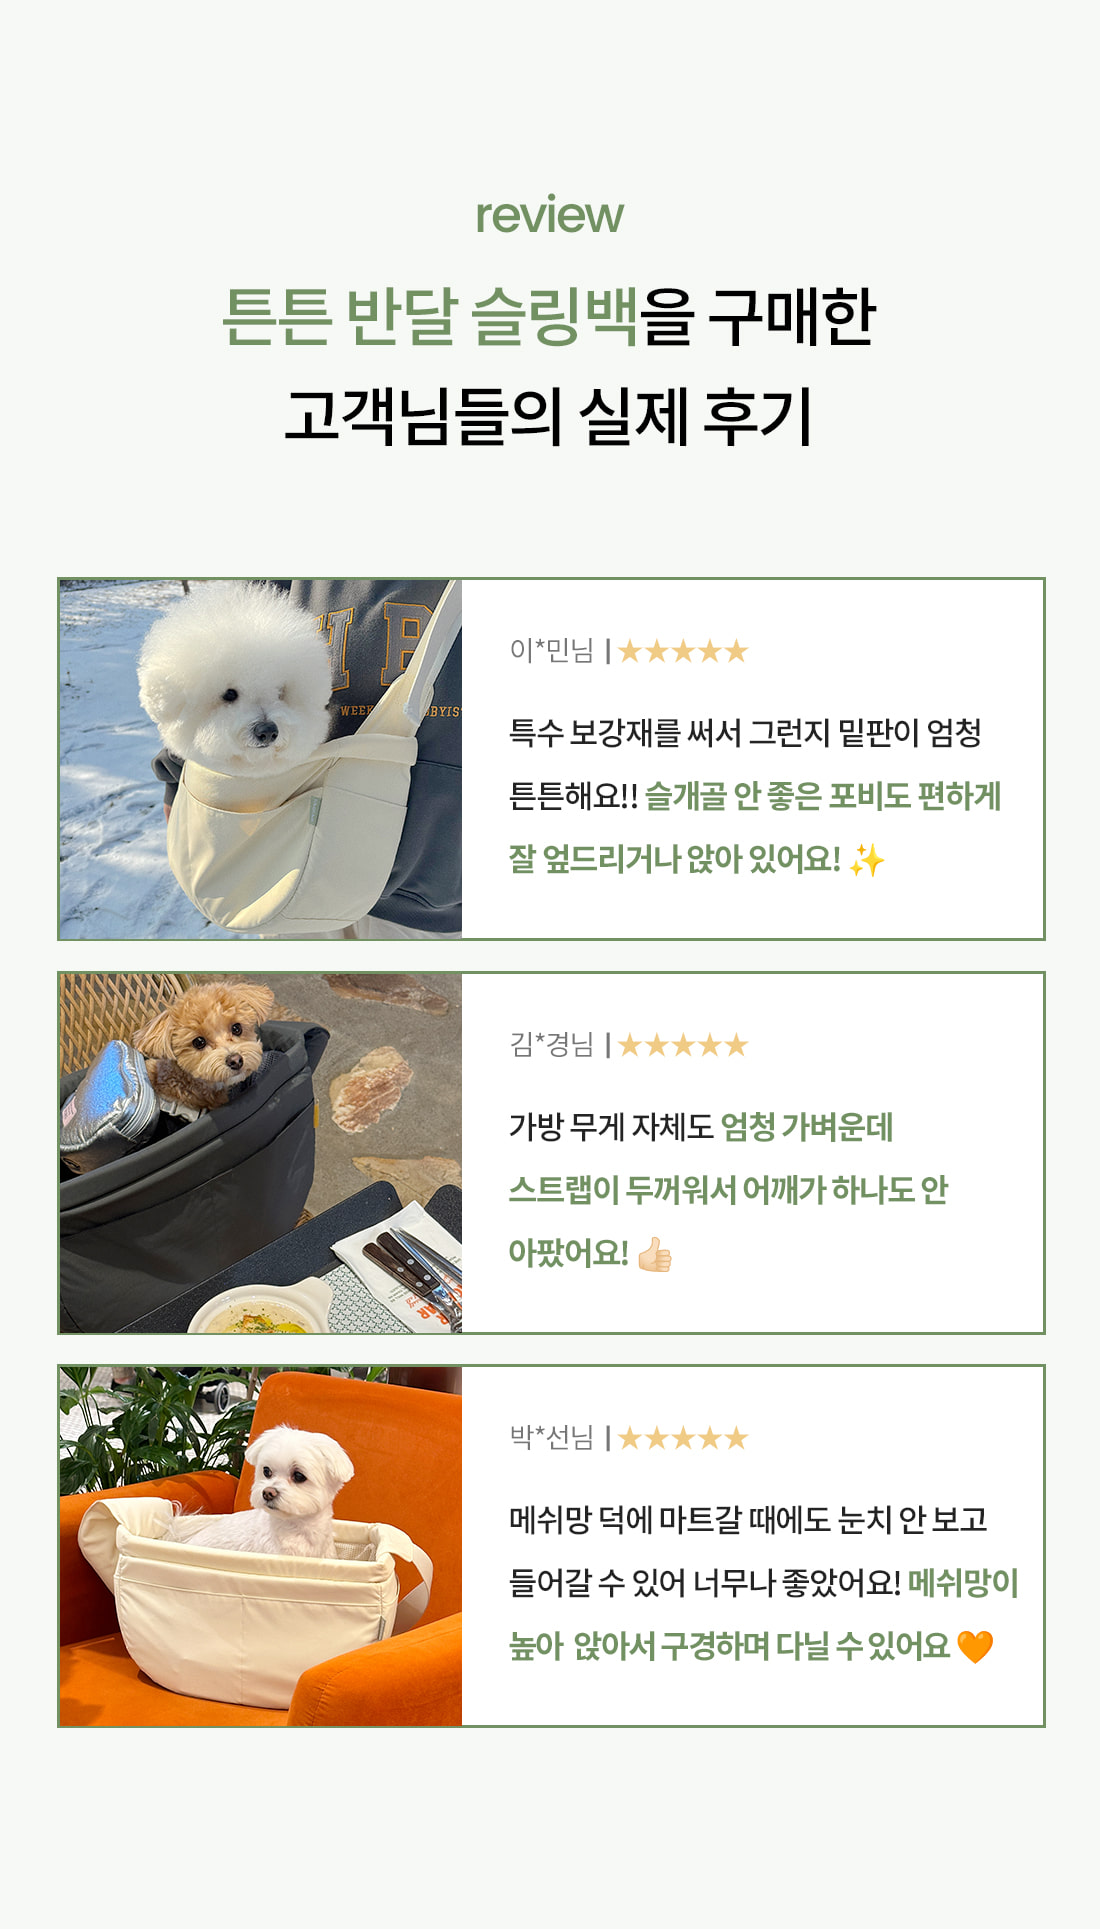 review
튼튼 반달 슬링백을 구매한
고객님들의 실제 후기
이*민님 | ★★★★★
특수 보강재를 써서 그런지 밑판이 엄청
튼튼해요!! 슬개골 안 좋은 포비도 편하게
잘 엎드리거나 앉아 있어요! ✨
김*경님 | ★★★★★
가방 무게 자체도 엄청 가벼운데
스트랩이 두꺼워서 어깨가 하나도 안
아팠어요! 👍🏻
박*선님 | ★★★★★
메쉬망 덕에 마트갈 때에도 눈치 안 보고
들어갈 수 있어 너무나 좋았어요! 메쉬망이
높아 앉아서 구경하며 다닐 수 있어요 🧡